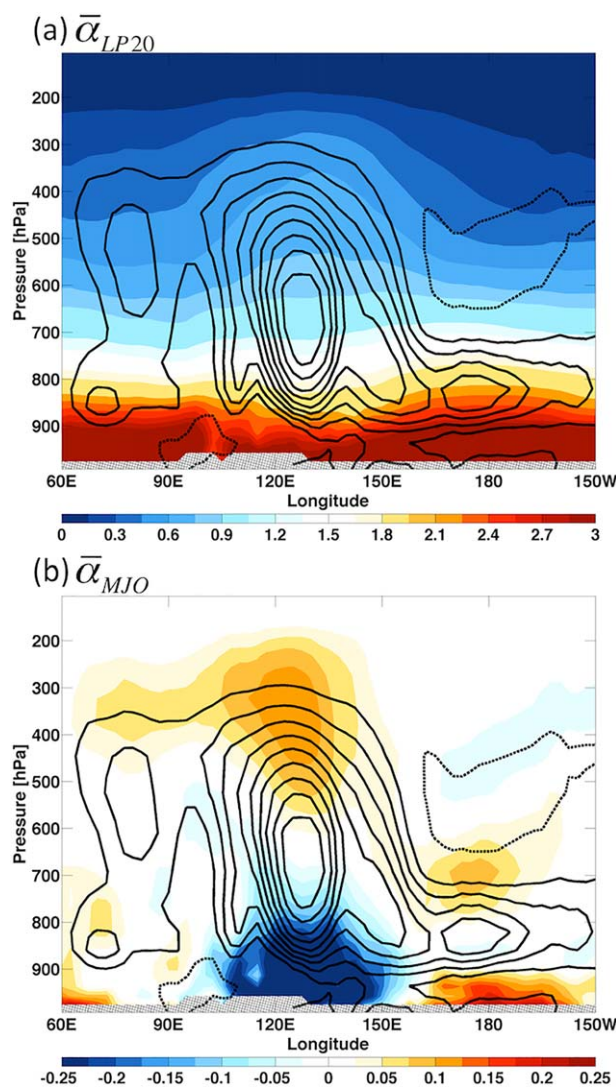 (a) α̅LP20
200
300
400
500
600
700
800
900
Pressure [hPa]
60E 90E 120E 150E 180 150W
Longitude
0 0.3 0.6 0.9 1.2 1.5 1.8 2.1 2.4 2.7 3
(b) α̅MJO
200
300
400
500
600
700
800
900
Pressure [hPa]
60E 90E 120E 150E 180 150W
Longitude
-0.25 -0.2 -0.15 -0.1 -0.05 0 0.05 0.1 0.15 0.2 0.25